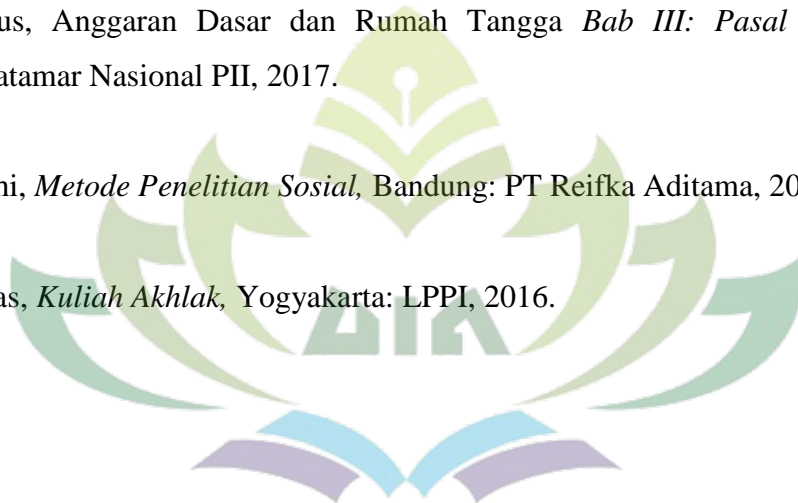 us, Anggaran Dasar dan Rumah Tangga Bab III: Pasal
atamar Nasional PII, 2017.
ni, Metode Penelitian Sosial, Bandung: PT Reifka Aditama, 20
as, Kuliah Akhlak, Yogyakarta: LPPI, 2016.